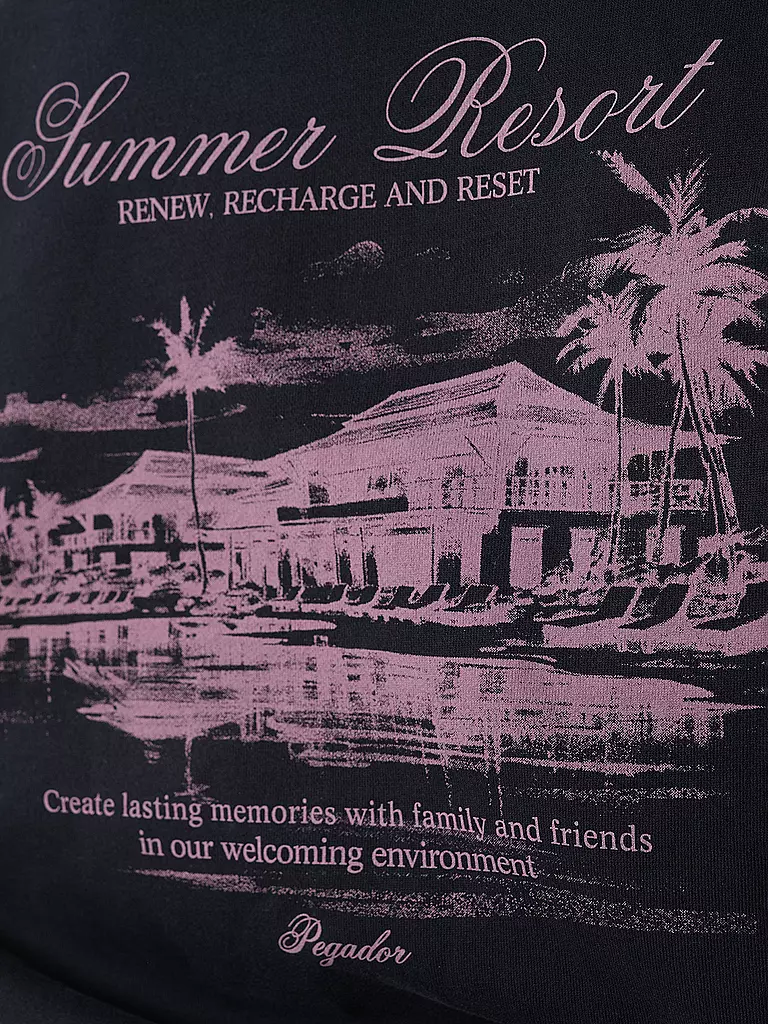 Summer Resort
RENEW, RECHARGE AND RESET
Create lasting memories with family and friends
in our welcoming environment
Pegador